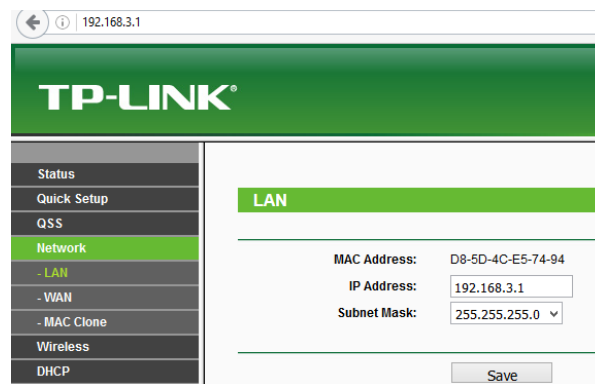 192.168.3.1
TP-LINK®
Status
Quick Setup
QSS
Network
- LAN
- WAN
- MAC Clone
Wireless
DHCP
LAN
MAC Address: D8-5D-4C-E5-74-94
IP Address: 192.168.3.1
Subnet Mask: 255.255.255.0
Save